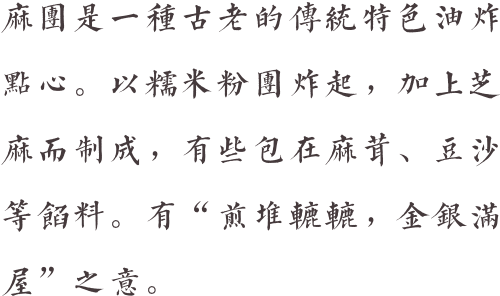 麻團是一種古老的傳統特色油炸
點心。以糯米粉團炸起，加上芝
麻而制成，有些包在麻茸、豆沙
等餡料。有“煎堆轆轆，金銀滿
屋”之意。